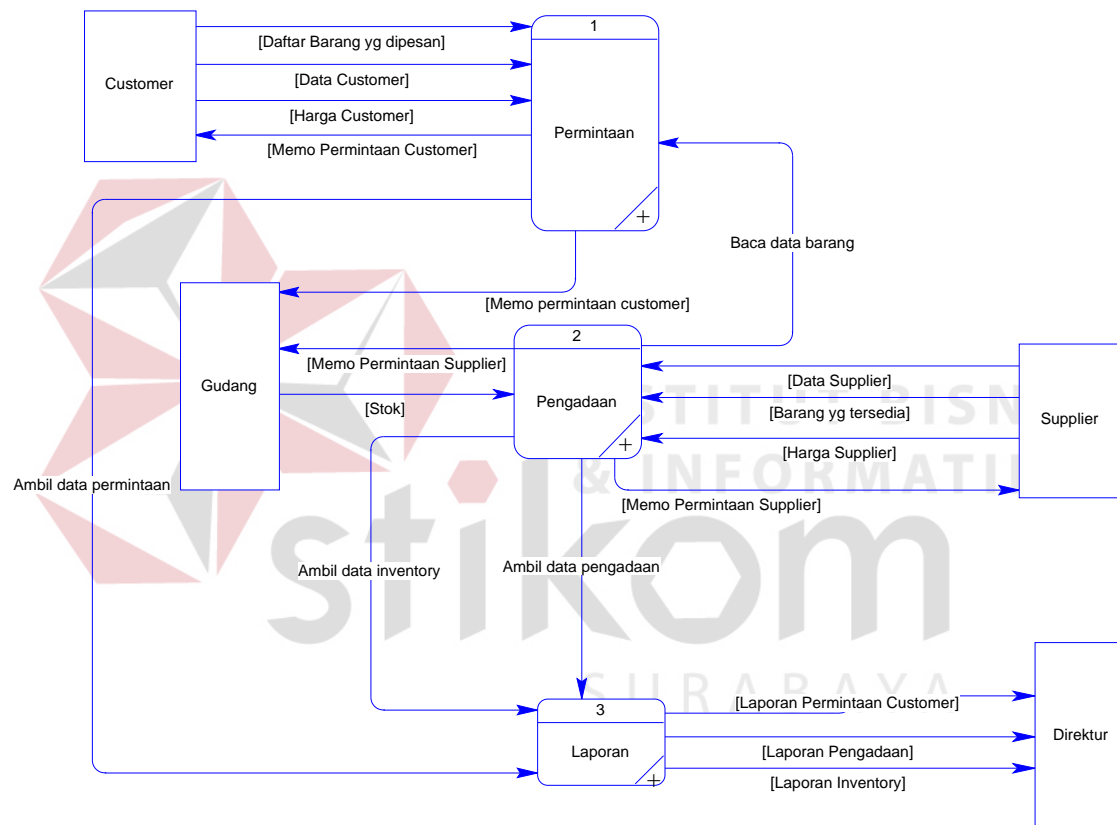 1
[Daftar Barang yg dipesan]
Customer
[Data Customer]
[Harga Customer]
Permintaan
[Memo Permintaan Customer]
+
Baca data barang
[Memo permintaan customer]
2
[Memo Permintaan Supplier]
Gudang
[Data Supplier]
[Stok]
Pengadaan
[Barang yg tersedia]
Supplier
+
[Harga Supplier]
Ambil data permintaan
[Memo Permintaan Supplier]
Ambil data inventory
Ambil data pengadaan
3
[Laporan Permintaan Customer]
Laporan
[Laporan Pengadaan]
Direktur
+
[Laporan Inventory]
& INFORMATI
stikom
SURABAYA